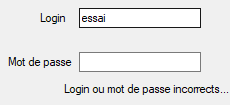 Login essai
Mot de passe
Login ou mot de passe incorrects...